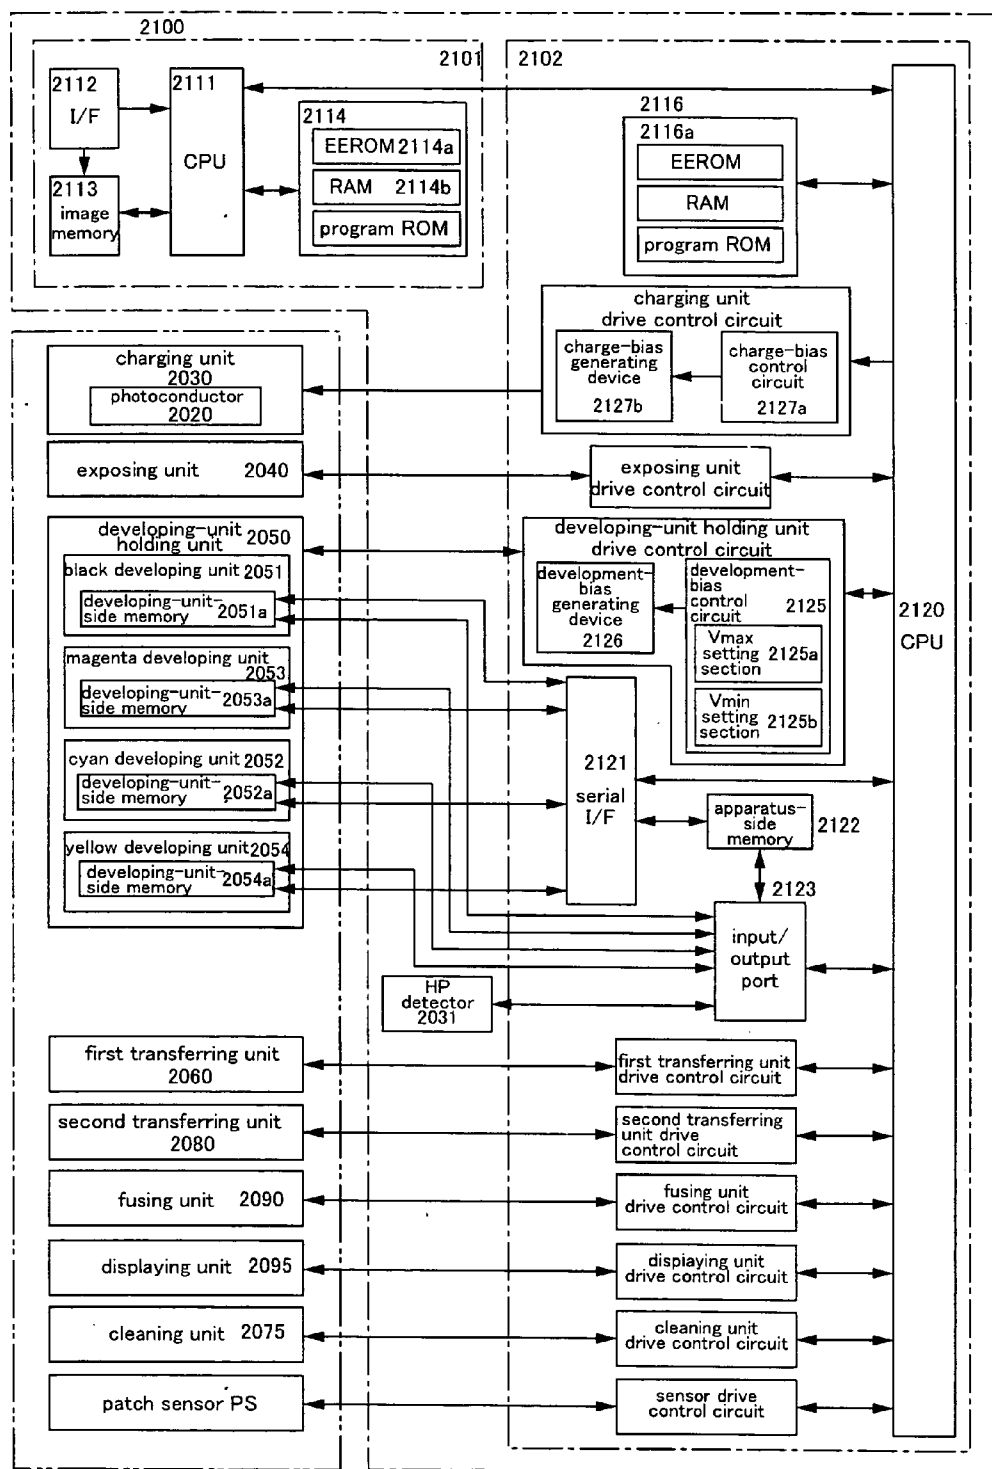 2100
2101
2102
2112
I/F
2111
CPU
2113
image
memory
2114
EEROM 2114a
RAM 2114b
program ROM
2116
2116a
EEROM
RAM
program ROM
2120
CPU
charging unit
drive control circuit
charge-bias
generating
device
2127b
charge-bias
control
circuit
2127a
charging unit
2030
photoconductor
2020
exposing unit 2040
exposing unit
drive control circuit
developing-unit
holding unit 2050
black developing unit 2051
developing-unit-
side memory 2051a
magenta developing unit
2053
developing-unit-
side memory 2053a
cyan developing unit 2052
developing-unit-
side memory 2052a
yellow developing unit 2054
developing-unit-
side memory 2054a
developing-unit holding unit
drive control circuit
development-
bias
generating
device
2126
development-
bias
control
circuit 2125
Vmax
setting
section 2125a
Vmin
setting
section 2125b
2121
serial
I/F
apparatus-
side
memory 2122
2123
input/
output
port
HP
detector
2031
first transferring unit
2060
first transferring unit
drive control circuit
second transferring unit
2080
second transferring
unit drive
control circuit
fusing unit 2090
fusing unit
drive control circuit
displaying unit 2095
displaying unit
drive control circuit
cleaning unit 2075
cleaning unit
drive control circuit
patch sensor PS
sensor drive
control circuit